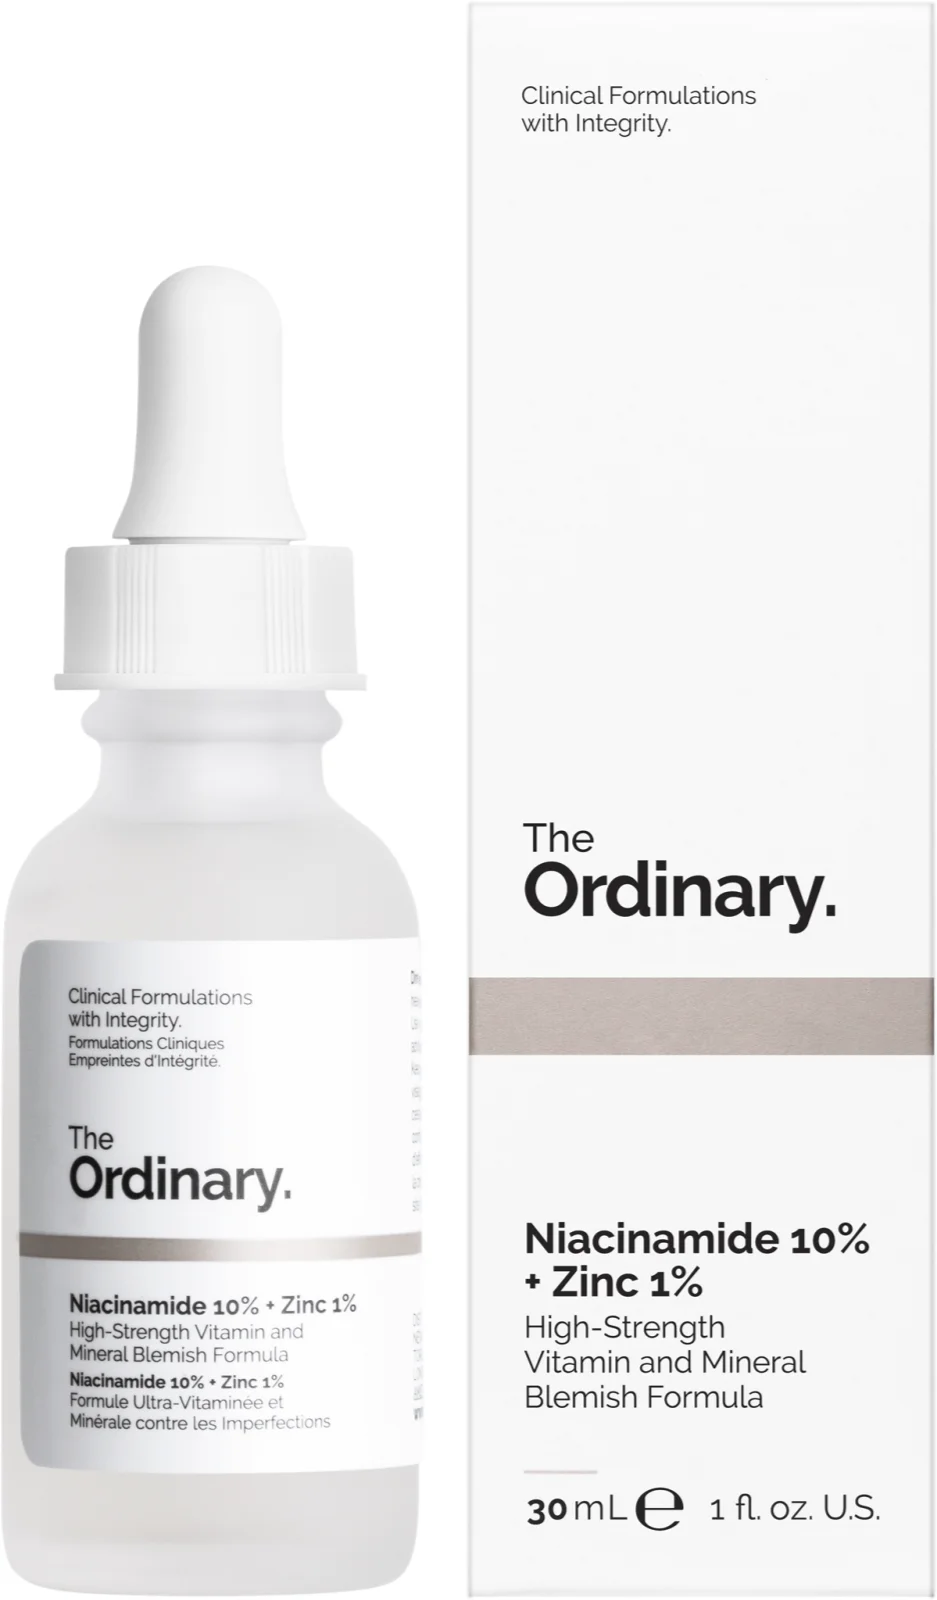 Clinical Formulations
with Integrity.
The
Ordinary.
Niacinamide 10%
+ Zinc 1%
High-Strength
Vitamin and Mineral
Blemish Formula
30 mL ℮ 1 fl. oz. U.S.
Clinical Formulations
with Integrity.
Formulations Cliniques
Empreintes d'Intégrité.
The
Ordinary.
Niacinamide 10% + Zinc 1%
High-Strength Vitamin and
Mineral Blemish Formula
Niacinamide 10% + Zinc 1%
Formule Ultra-Vitaminée et
Minérale contre les Imperfections